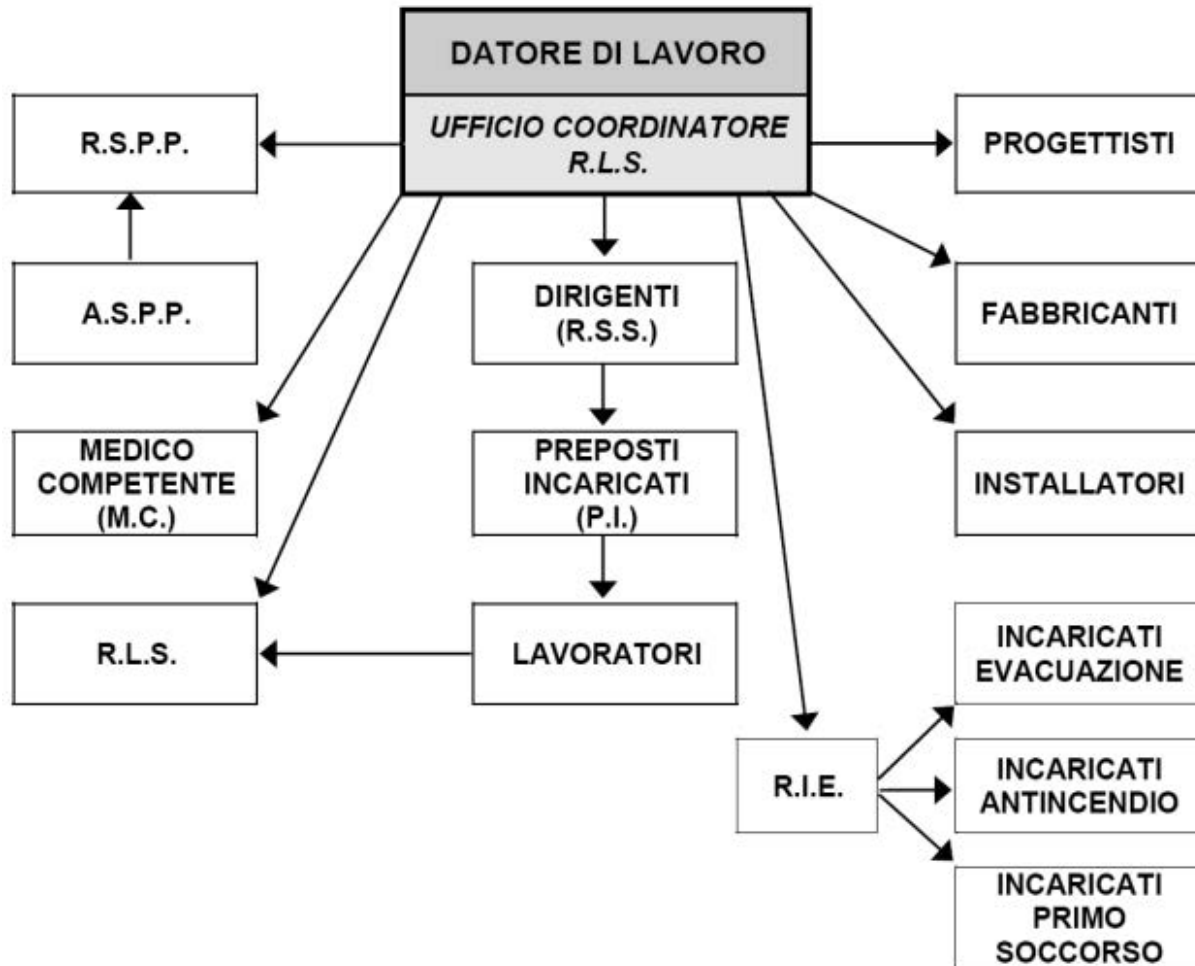 DATORE DI LAVORO
UFFICIO COORDINATORE
R.L.S.
R.S.P.P.
PROGETTISTI
A.S.P.P.
DIRIGENTI
(R.S.S.)
FABBRICANTI
MEDICO
COMPETENTE
(M.C.)
PREPOSTI
INCARICATI
(P.I.)
INSTALLATORI
R.L.S.
LAVORATORI
INCARICATI
EVACUAZIONE
R.I.E.
INCARICATI
ANTINCENDIO
INCARICATI
PRIMO
SOCCORSO